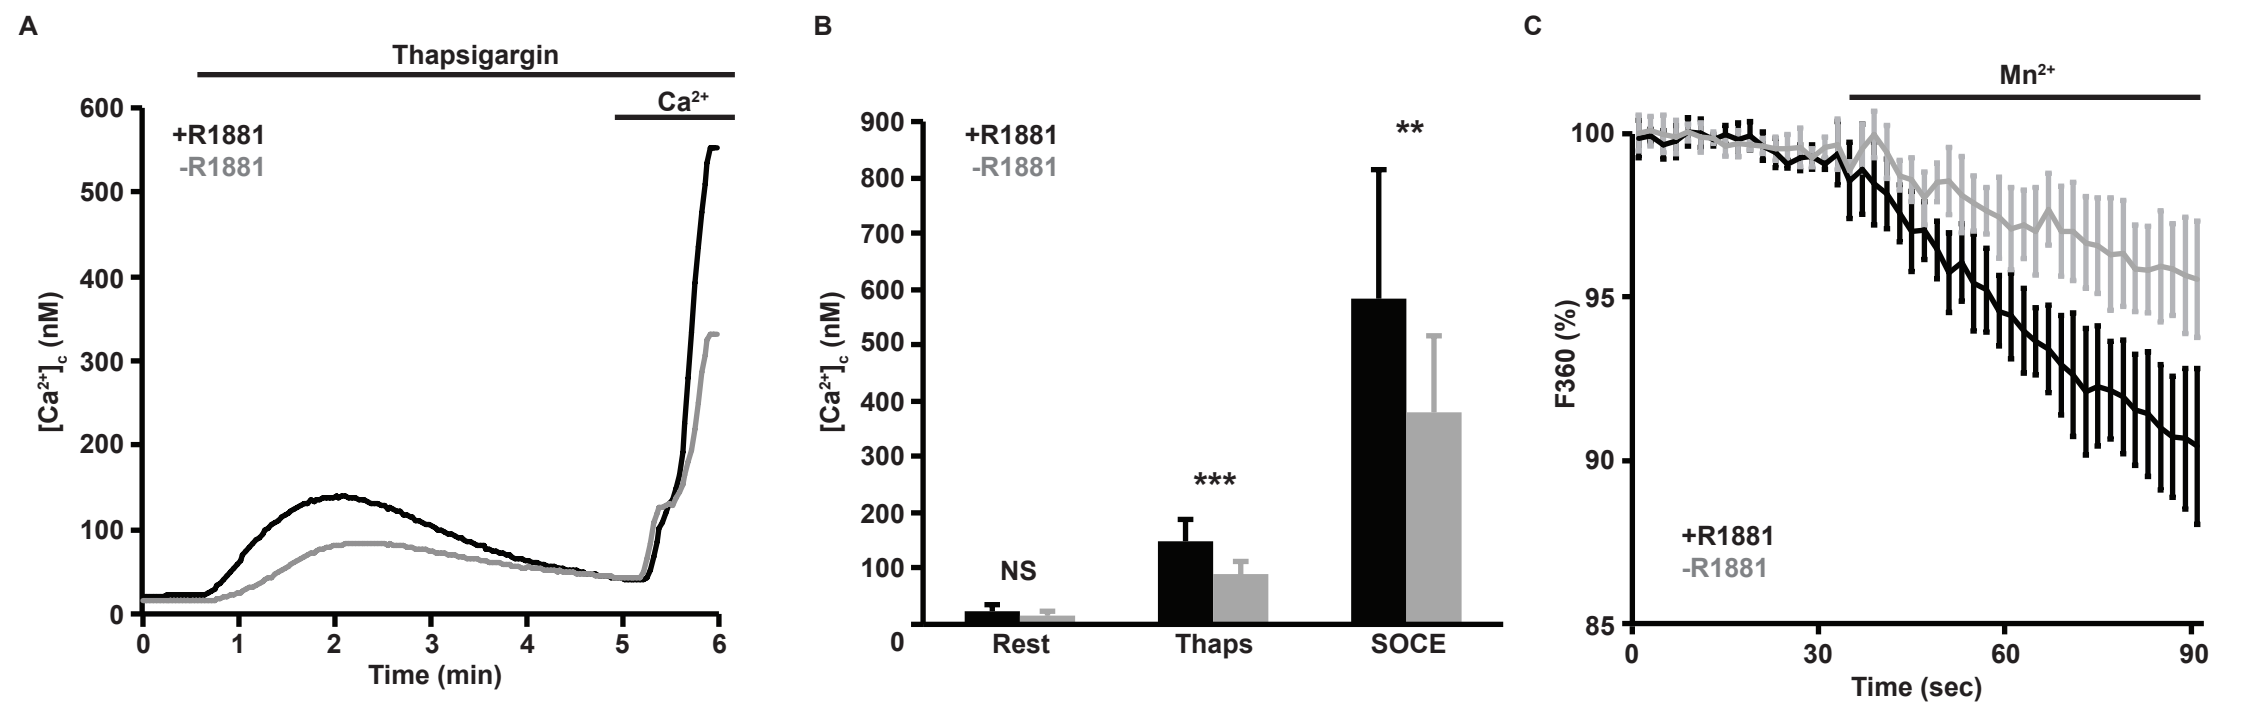 A
Thapsigargin
Ca²⁺
+R1881
-R1881
600
500
400
300
200
100
0
[Ca²⁺]c (nM)
0 1 2 3 4 5 6
Time (min)
B
+R1881
-R1881
900
800
700
600
500
400
300
200
100
0
[Ca²⁺]c (nM)
NS
***
**
Rest Thaps SOCE
C
Mn²⁺
100
95
90
85
F360 (%)
+R1881
-R1881
0 30 60 90
Time (sec)